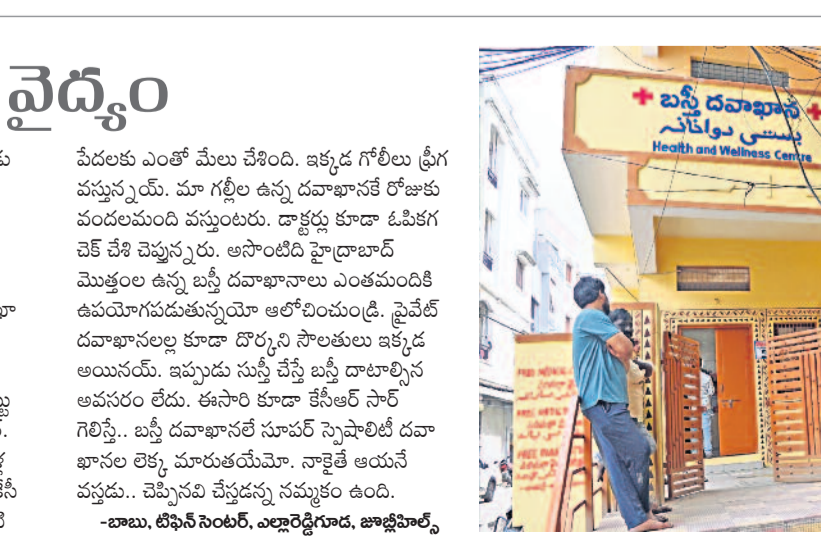 వైద్యం
పేదలకు ఎంతో మేలు చేశింది. ఇక్కడ గోలీలు ఫ్రీగ
వస్తున్నయ్. మా గల్లీల ఉన్న దవాఖానకే రోజుకు
వందలమంది వస్తుంటరు. డాక్టర్లు కూడా ఓపికగ
చెక్ చేశి చెప్తున్నరు. అసొంటిది హైద్రాబాద్
మొత్తంల ఉన్న బస్తీ దవాఖానాలు ఎంతమందికి
ఉపయోగపడుతున్నయో ఆలోచించుండ్రి. ప్రైవేట్
దవాఖానలల్ల కూడా దొర్కని సౌలతులు ఇక్కడ
అయినయ్. ఇప్పుడు సుస్తీ చేస్తే బస్తీ దాటాల్సిన
అవసరం లేదు. ఈసారి కూడా కేసీఆర్ సార్
గెలిస్తే.. బస్తీ దవాఖానలే సూపర్ స్పెషాలిటీ దవా
ఖానల లెక్క మారుతయేమో. నాకైతే ఆయనే
వస్తడు.. చెప్పినవి చేస్తడన్న నమ్మకం ఉంది.
-బాబు, టిఫిన్ సెంటర్, ఎల్లారెడ్డిగూడ, జూబ్లీహిల్స్
బస్తీ దవాఖాన
بستی دواخانہ
Health and Wellness Centre